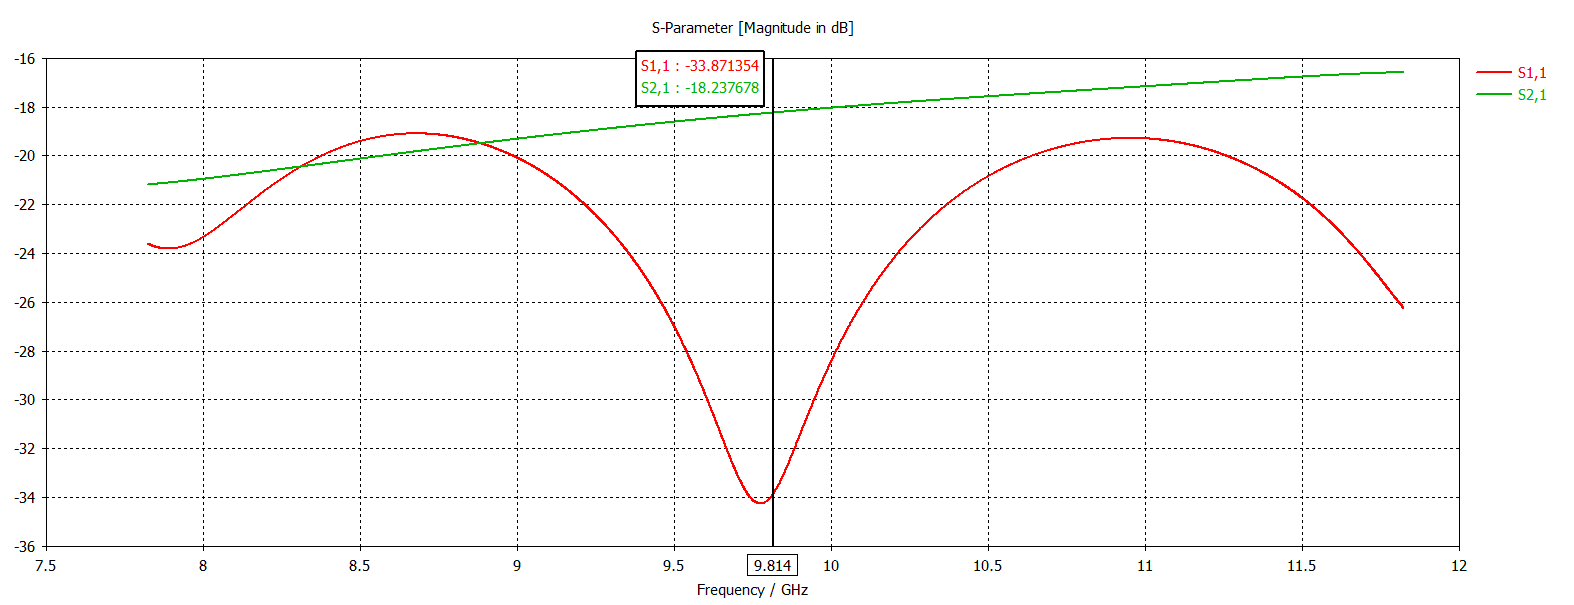 S-Parameter [Magnitude in dB]
-16
-18
-20
-22
-24
-26
-28
-30
-32
-34
-36
S1,1 : -33.871354
S2,1 : -18.237678
S1,1
S2,1
7.5 8 8.5 9 9.5 9.814 10 10.5 11 11.5 12
Frequency / GHz